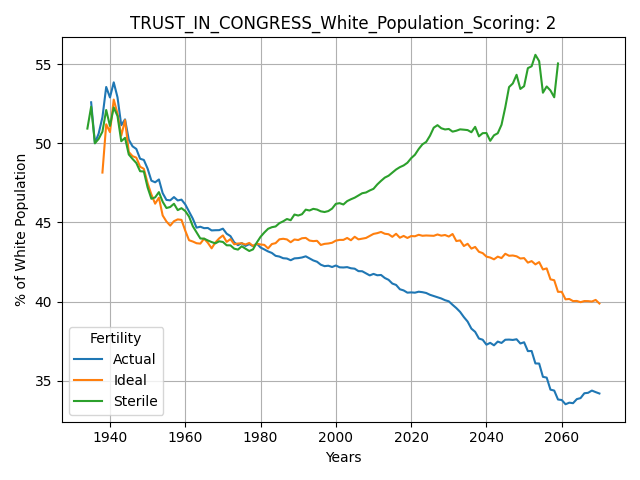 TRUST_IN_CONGRESS_White_Population_Scoring: 2
% of White Population
55
50
45
40
35
Fertility
Actual
Ideal
Sterile
1940 1960 1980 2000 2020 2040 2060
Years